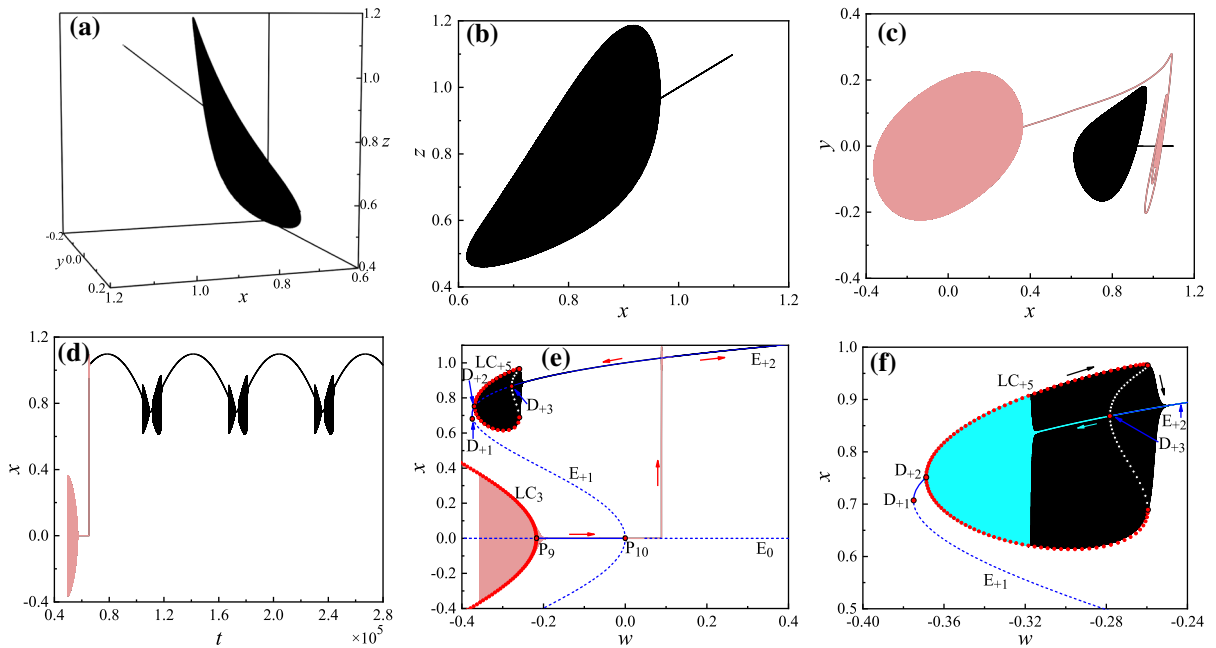 (a)
1.2
1.0
0.8
z
0.6
0.4
-0.2
y 0.0
0.2
1.2
1.0
x
0.8
0.6
(b)
1.2
1.0
z
0.8
0.6
0.4
0.6 0.8 1.0 1.2
x
(c)
0.4
0.2
y 0.0
-0.2
-0.4
-0.4 0.0 0.4 0.8 1.2
x
(d)
1.2
0.8
x
0.4
0.0
-0.4
0.4 0.8 1.2 1.6 2.0 2.4 2.8
t
×10⁵
(e)
1.0
0.8
0.6
0.4
x
0.2
0.0
-0.2
-0.4
-0.4 -0.2 0.0 0.2 0.4
w
LC₊₅
D₊₂
E₊₂
D₊₃
D₊₁
E₊₁
LC₃
P₉
P₁₀
E₀
(f)
1.0
0.9
0.8
x
0.7
0.6
0.5
-0.40 -0.36 -0.32 -0.28 -0.24
w
LC₊₅
E₊₂
D₊₃
D₊₂
D₊₁
E₊₁